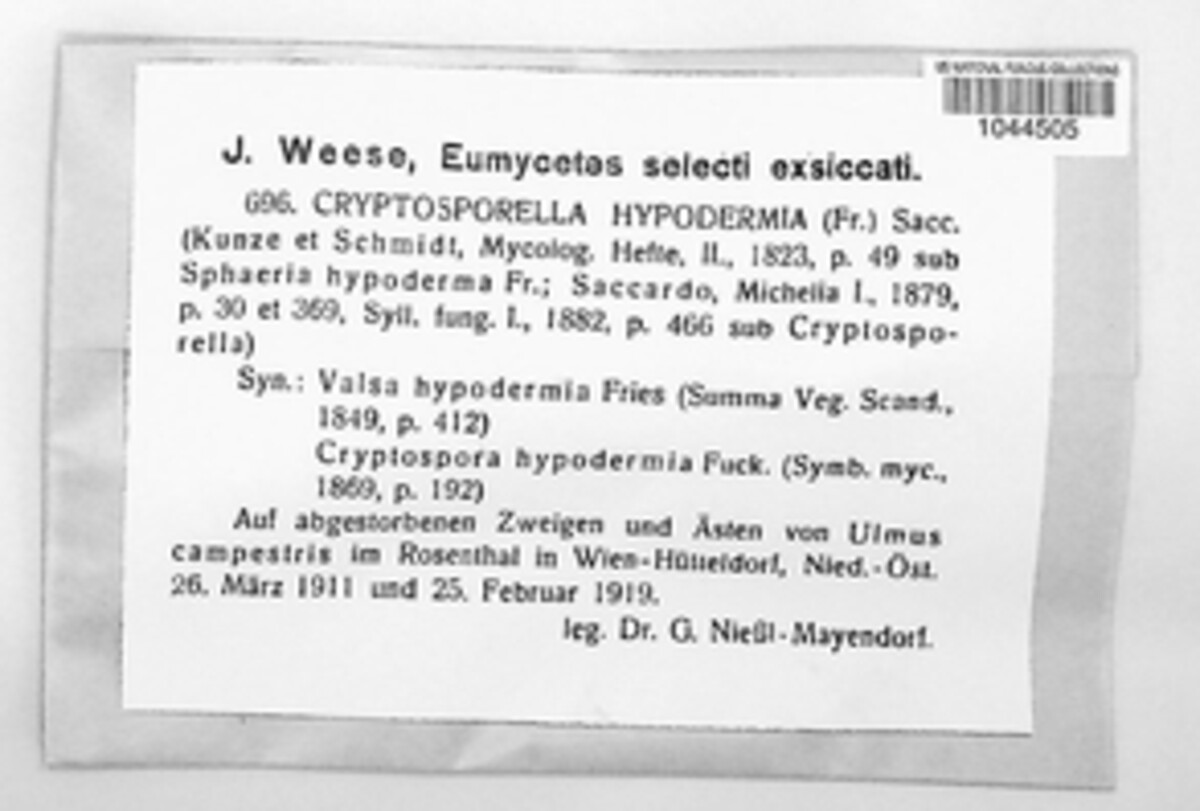 US NATIONAL FUNGUS COLLECTIONS
1044505
J. Weese, Eumycetes selecti exsiccati.
696. CRYPTOSPORELLA HYPODERMIA (Fr.) Sacc.
(Kunze et Schmidt, Mycolog. Hefte, II., 1823, p. 49 sub
Sphaeria hypoderma Fr.; Saccardo, Michelia I., 1879,
p. 30 et 369, Syll. fung. I., 1882, p. 466 sub Cryptospo-
rella)
Syn.: Valsa hypodermia Fries (Summa Veg. Scand.,
1849, p. 412)
Cryptospora hypodermia Fuck. (Symb. myc.,
1869, p. 192)
Auf abgestorbenen Zweigen und Ästen von Ulmus
campestris im Rosenthal in Wien-Hütteldorf, Nied.-Öst.
26. März 1911 und 25. Februar 1919.
leg. Dr. G. Nießl-Mayendorf.